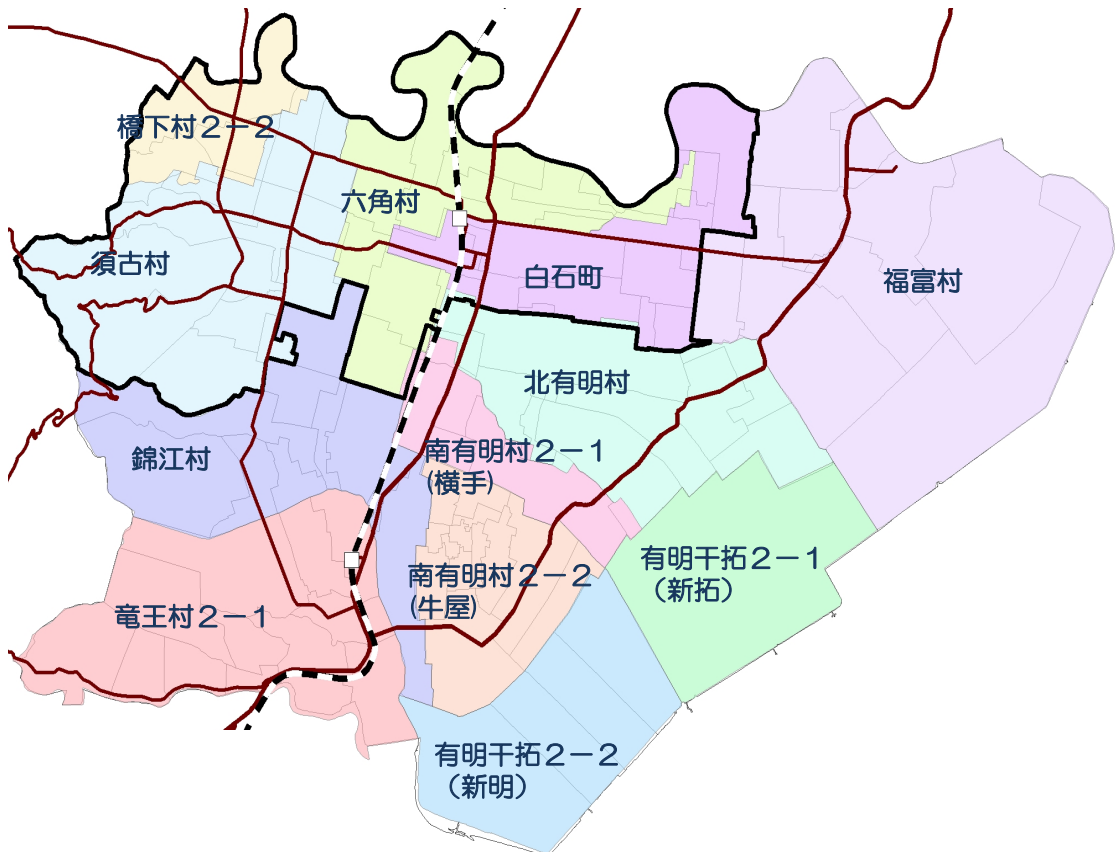 橋下村２－２
六角村
須古村
白石町
福富村
北有明村
錦江村
南有明村２－１
(横手)
有明干拓２－１
（新拓）
南有明村２－２
(牛屋)
竜王村２－１
有明干拓２－２
（新明）